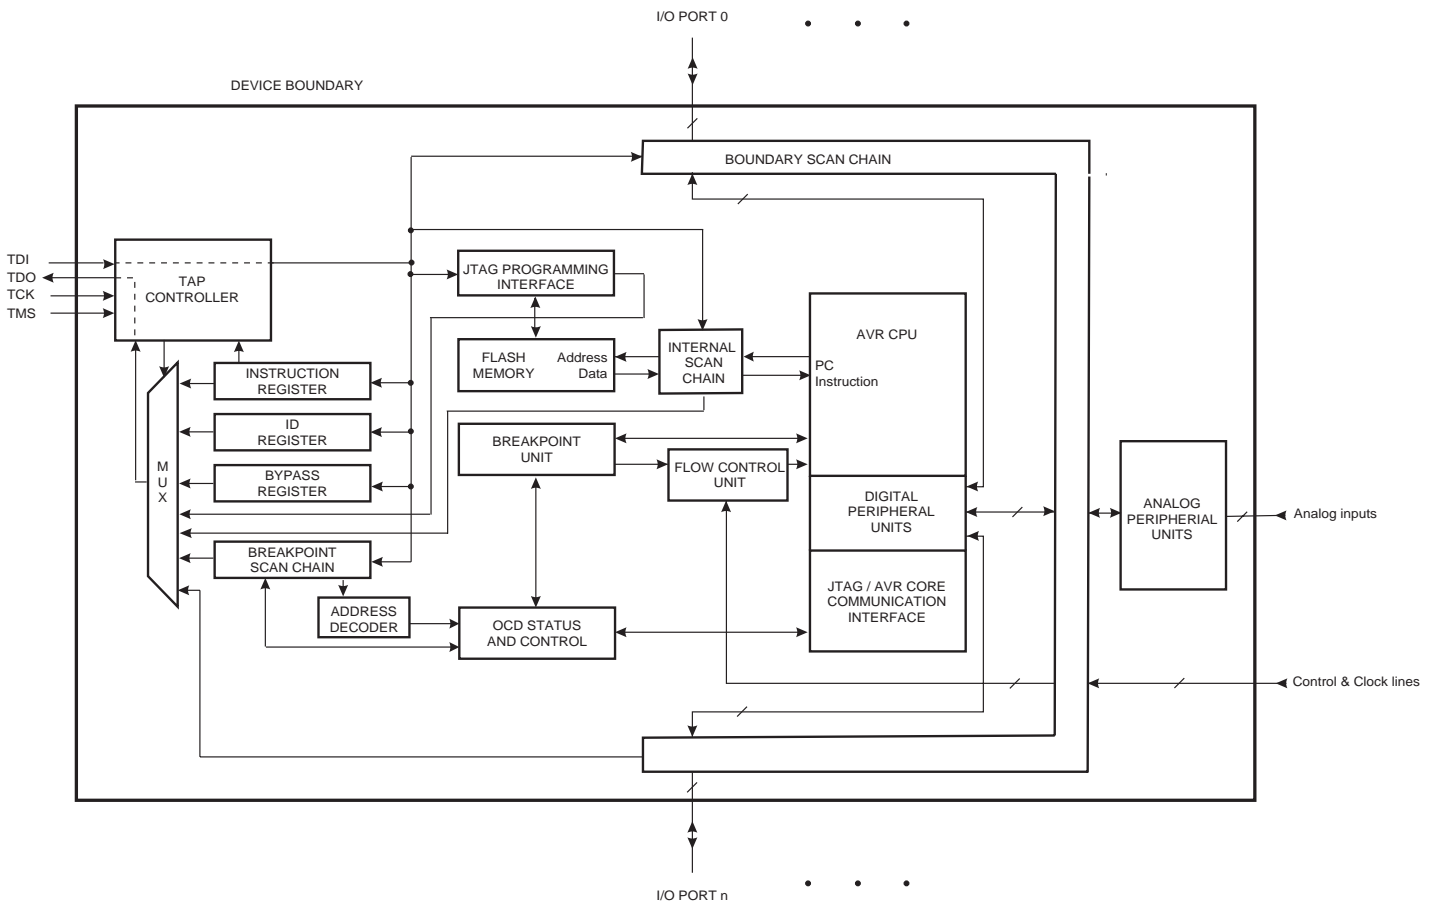 I/O PORT 0
DEVICE BOUNDARY
BOUNDARY SCAN CHAIN
TDI
TDO
TCK
TMS
TAP
CONTROLLER
JTAG PROGRAMMING
INTERFACE
AVR CPU
FLASH
MEMORY
Address
Data
INTERNAL
SCAN
CHAIN
PC
Instruction
INSTRUCTION
REGISTER
ID
REGISTER
M
U
X
BYPASS
REGISTER
BREAKPOINT
UNIT
FLOW CONTROL
UNIT
DIGITAL
PERIPHERAL
UNITS
ANALOG
PERIPHERIAL
UNITS
Analog inputs
BREAKPOINT
SCAN CHAIN
ADDRESS
DECODER
OCD STATUS
AND CONTROL
JTAG / AVR CORE
COMMUNICATION
INTERFACE
Control & Clock lines
I/O PORT n